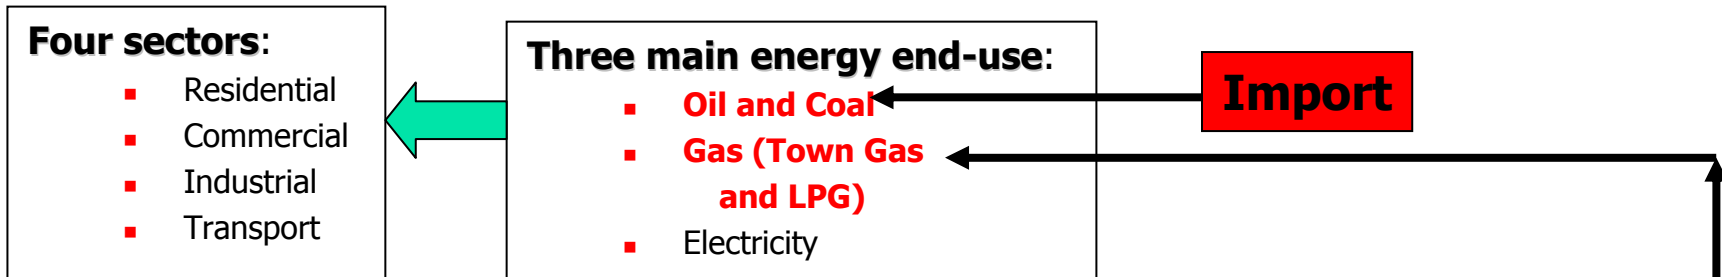 Four sectors:
Residential
Commercial
Industrial
Transport
Three main energy end-use:
Oil and Coal
Gas (Town Gas
and LPG)
Electricity
Import